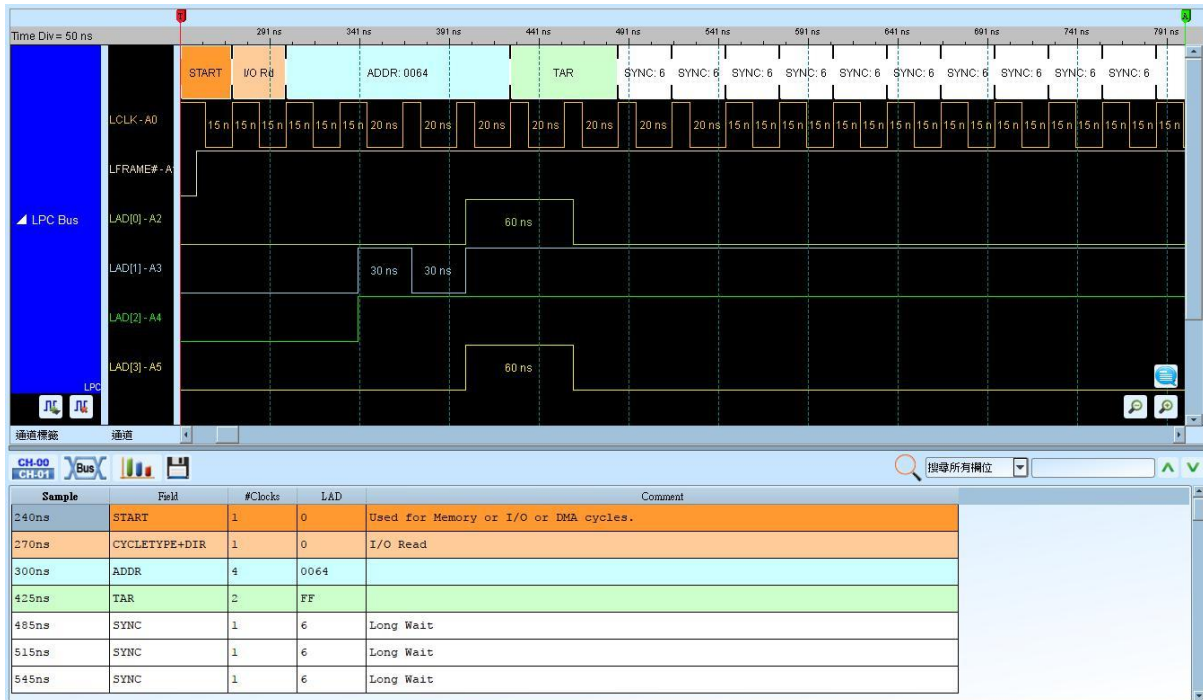 T
A
Time Div = 50 ns
291 ns 341 ns 391 ns 441 ns 491 ns 541 ns 591 ns 641 ns 691 ns 741 ns 791 ns
START I/O Rd ADDR: 0064 TAR SYNC: 6 SYNC: 6 SYNC: 6 SYNC: 6 SYNC: 6 SYNC: 6 SYNC: 6 SYNC: 6 SYNC: 6 SYNC: 6
LCLK - A0 15 n 15 n 15 n 15 n 15 n 15 n 20 ns 20 ns 20 ns 20 ns 20 ns 20 ns 20 ns 15 n 15 n 15 n 15 n 15 n 15 n 15 n 15 n 15 n 15 n 15 n 15 n 15 n 15 n 15 n 15 n 15 n
LFRAME# - A
LPC Bus
LAD[0] - A2 60 ns
LAD[1] - A3 30 ns 30 ns
LAD[2] - A4
LAD[3] - A5 60 ns
LPC
通道標籤 通道
CH-00
CH-01
Bus
搜尋所有欄位
Sample Field #Clocks LAD Comment
240ns START 1 0 Used for Memory or I/O or DMA cycles.
270ns CYCLETYPE+DIR 1 0 I/O Read
300ns ADDR 4 0064
425ns TAR 2 FF
485ns SYNC 1 6 Long Wait
515ns SYNC 1 6 Long Wait
545ns SYNC 1 6 Long Wait